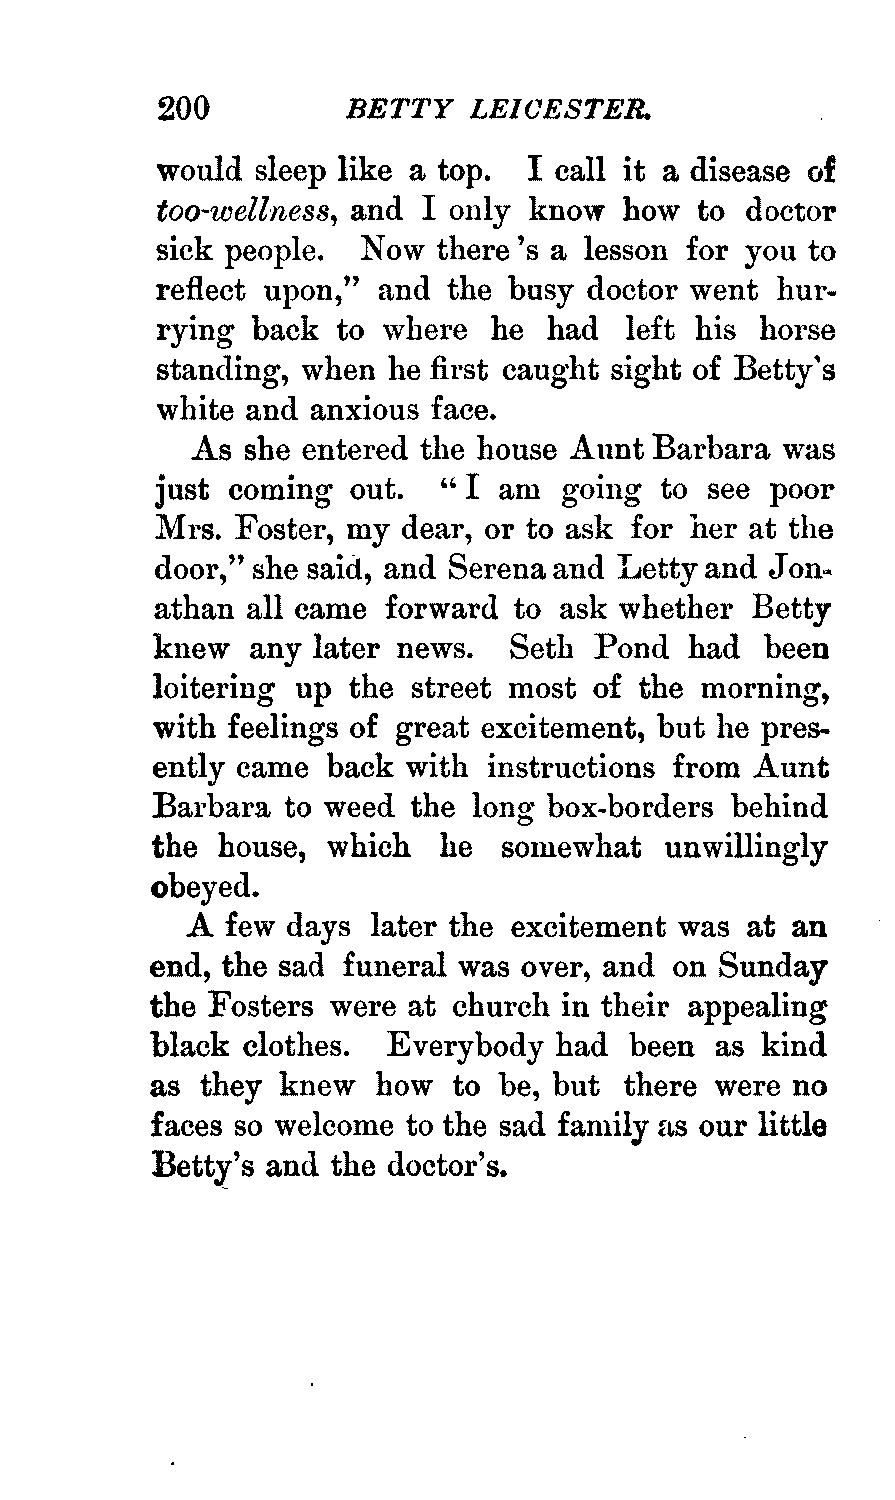 200 BETTY LEICESTER.
would sleep like a top. I call it a disease of
too-wellness, and I only know how to doctor
sick people. Now there 's a lesson for you to
reflect upon," and the busy doctor went hur-
rying back to where he had left his horse
standing, when he first caught sight of Betty's
white and anxious face.
As she entered the house Aunt Barbara was
just coming out. "I am going to see poor
Mrs. Foster, my dear, or to ask for her at the
door," she said, and Serena and Letty and Jon-
athan all came forward to ask whether Betty
knew any later news. Seth Pond had been
loitering up the street most of the morning,
with feelings of great excitement, but he pres-
ently came back with instructions from Aunt
Barbara to weed the long box-borders behind
the house, which he somewhat unwillingly
obeyed.
A few days later the excitement was at an
end, the sad funeral was over, and on Sunday
the Fosters were at church in their appealing
black clothes. Everybody had been as kind
as they knew how to be, but there were no
faces so welcome to the sad family as our little
Betty's and the doctor's.